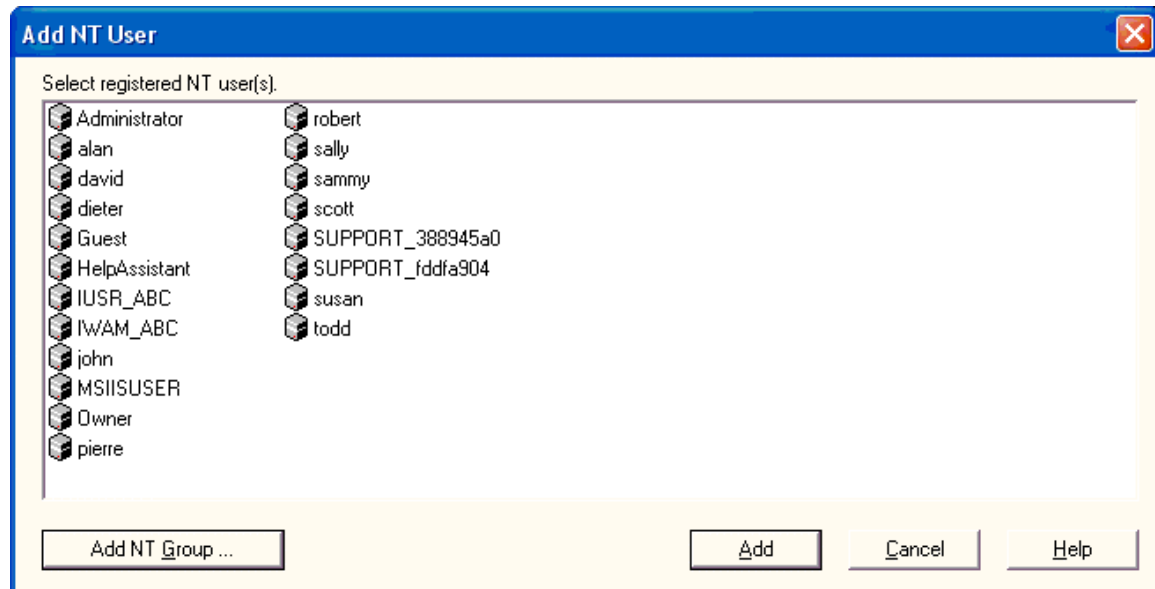 Add NT User
Select registered NT user(s).
Administrator
alan
david
dieter
Guest
HelpAssistant
IUSR_ABC
IWAM_ABC
john
MSIISUSER
Owner
pierre
robert
sally
sammy
scott
SUPPORT_388945a0
SUPPORT_fddfa904
susan
todd
Add NT Group ...
Add
Cancel
Help